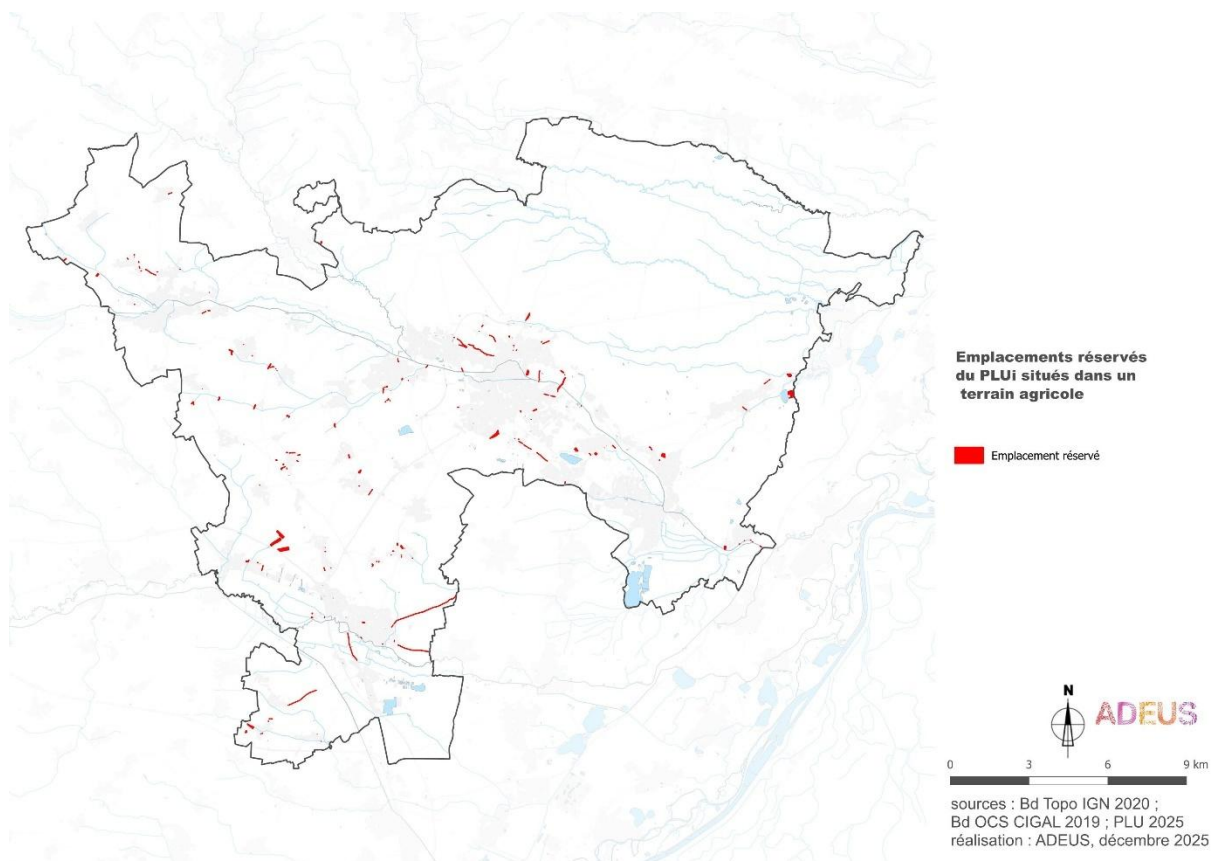 Emplacements réservés
du PLUi situés dans un
terrain agricole
Emplacement réservé
N
ADEUS
0 3 6 9 km
sources : Bd Topo IGN 2020 ;
Bd OCS CIGAL 2019 ; PLU 2025
réalisation : ADEUS, décembre 2025